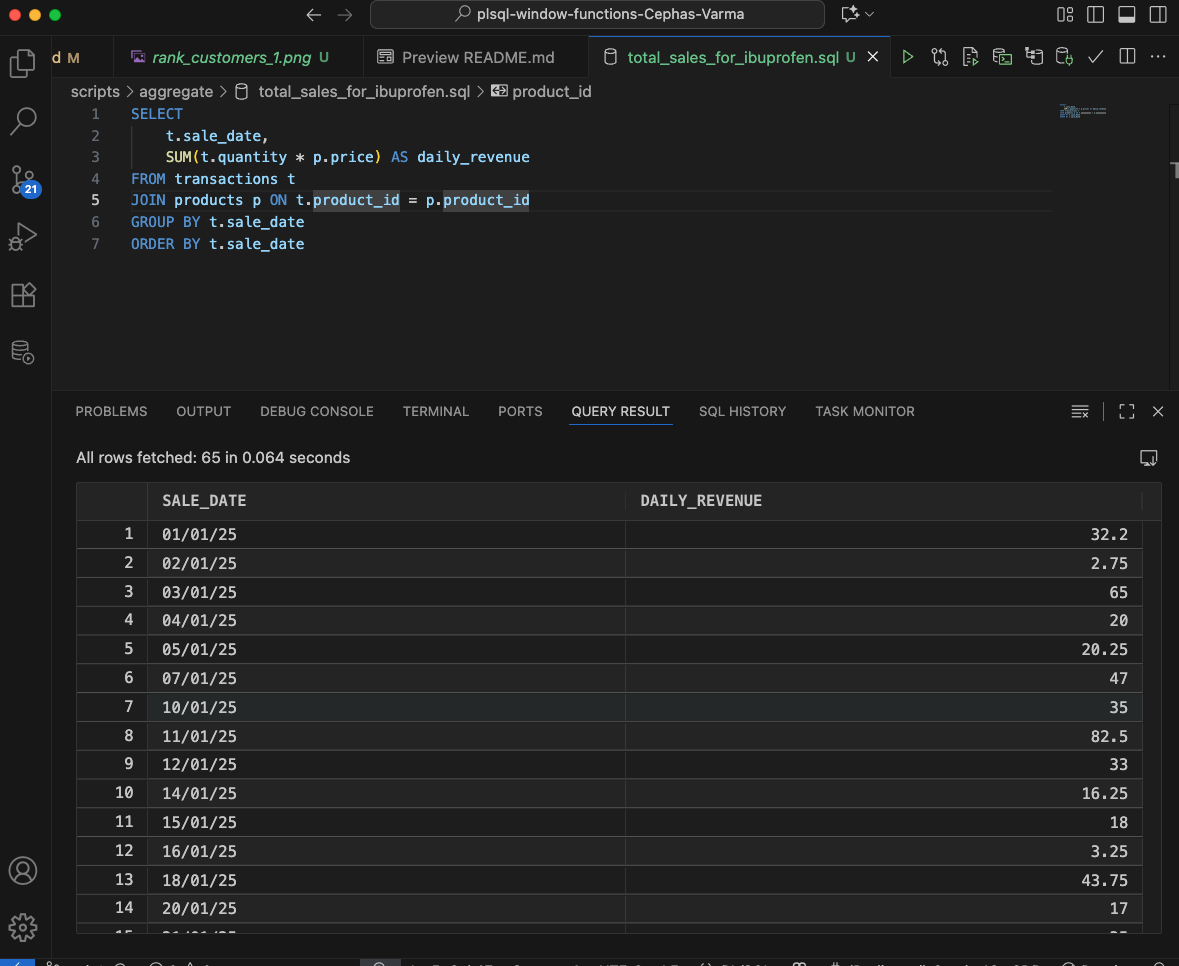 plsql-window-functions-Cephas-Varma
d M
rank_customers_1.png U
Preview README.md
total_sales_for_ibuprofen.sql U
scripts > aggregate > total_sales_for_ibuprofen.sql > product_id
1 SELECT
2 t.sale_date,
3 SUM(t.quantity * p.price) AS daily_revenue
4 FROM transactions t
5 JOIN products p ON t.product_id = p.product_id
6 GROUP BY t.sale_date
7 ORDER BY t.sale_date
21
PROBLEMS OUTPUT DEBUG CONSOLE TERMINAL PORTS QUERY RESULT SQL HISTORY TASK MONITOR
All rows fetched: 65 in 0.064 seconds
SALE_DATE DAILY_REVENUE
1 01/01/25 32.2
2 02/01/25 2.75
3 03/01/25 65
4 04/01/25 20
5 05/01/25 20.25
6 07/01/25 47
7 10/01/25 35
8 11/01/25 82.5
9 12/01/25 33
10 14/01/25 16.25
11 15/01/25 18
12 16/01/25 3.25
13 18/01/25 43.75
14 20/01/25 17